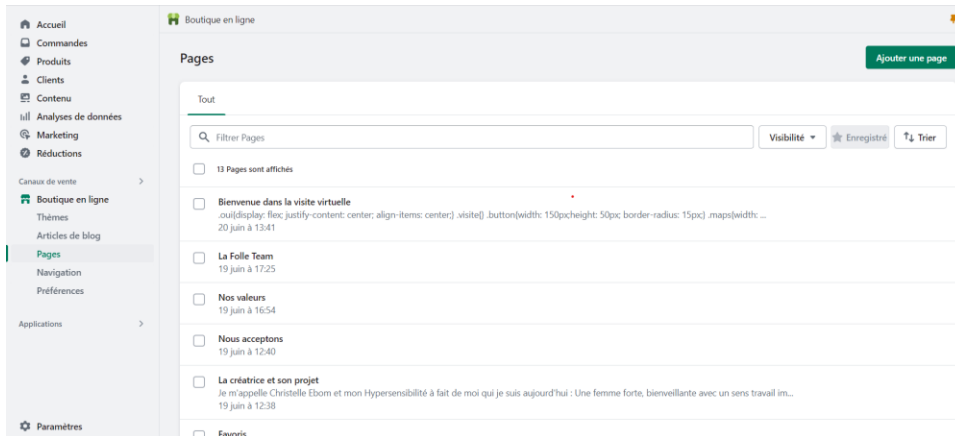 Accueil
Commandes
Produits
Clients
Contenu
Analyses de données
Marketing
Réductions
Canaux de vente
Boutique en ligne
Thèmes
Articles de blog
Pages
Navigation
Préférences
Applications
Paramètres
Boutique en ligne
Pages
Ajouter une page
Tout
Filtrer Pages
Visibilité
Enregistré
Trier
13 Pages sont affichés
Bienvenue dans la visite virtuelle
.oui{display: flex; justify-content: center; align-items: center;} .visite{} .button{width: 150px;height: 50px; border-radius: 15px;} .maps{width: ...
20 juin à 13:41
La Folle Team
19 juin à 17:25
Nos valeurs
19 juin à 16:54
Nous acceptons
19 juin à 12:40
La créatrice et son projet
Je m'appelle Christelle Ebom et mon Hypersensibilité à fait de moi qui je suis aujourd'hui : Une femme forte, bienveillante avec un sens travail im...
19 juin à 12:38
Favoris